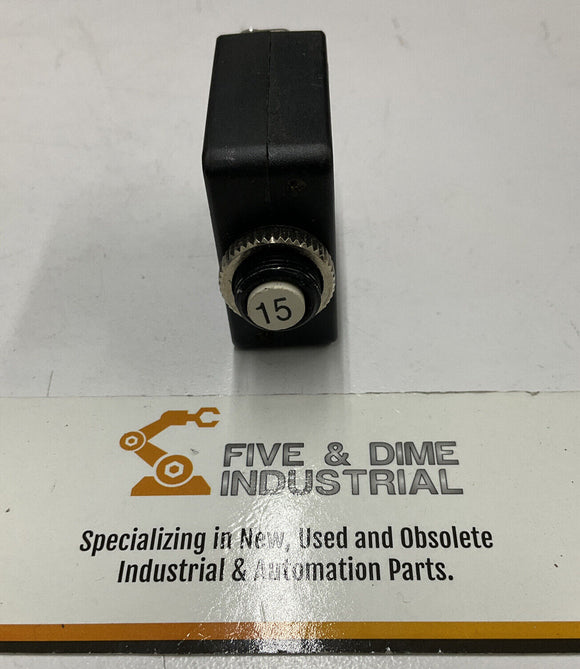 15
FIVE & DIME
INDUSTRIAL
Specializing in New, Used and Obsolete
Industrial & Automation Parts.